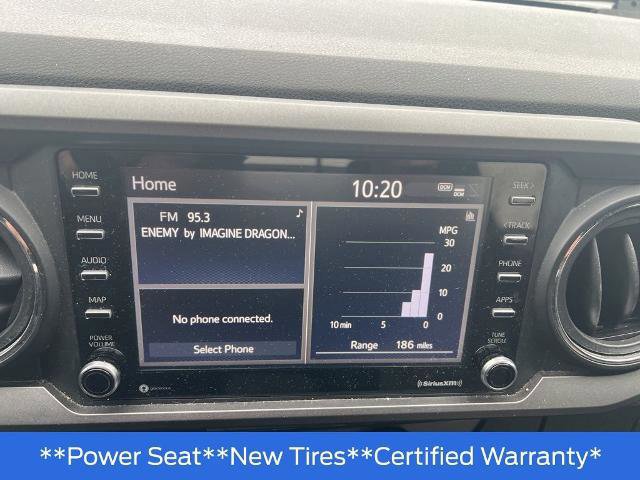 HOME
MENU
AUDIO
MAP
POWER
VOLUME
Home
10:20
DCM
DCM
FM 95.3
ENEMY by IMAGINE DRAGON...
No phone connected.
Select Phone
MPG
30
20
10
0
10 min 5 0
Range 186 miles
SEEK >
< TRACK
PHONE
APPS
TUNE
SCROLL
((SiriusXM))
**Power Seat**New Tires**Certified Warranty*